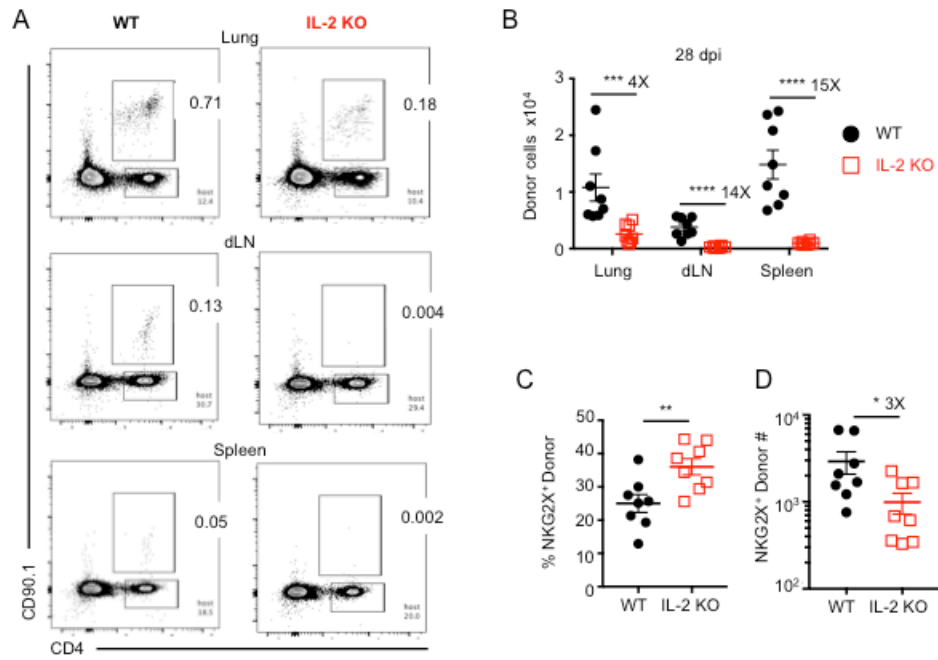 A
WT
IL-2 KO
Lung
0.71
host
12.4
0.18
host
10.4
dLN
0.13
host
30.7
0.004
host
29.4
Spleen
0.05
host
18.5
0.002
host
20.0
CD90.1
CD4
B
28 dpi
Donor cells x10⁴
3
2
1
0
*** 4X
**** 14X
**** 15X
Lung
dLN
Spleen
WT
IL-2 KO
C
% NKG2X⁺ Donor
50
40
30
20
10
0
**
WT
IL-2 KO
D
NKG2X⁺ Donor #
10⁴
10³
10²
* 3X
WT
IL-2 KO